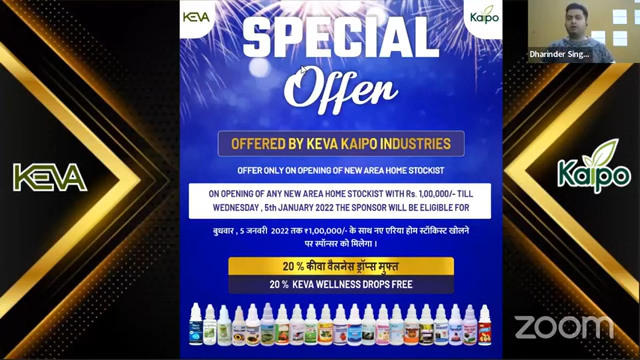 KEVA
Kaipo
SPECIAL
Offer
Dharinder Sing...
OFFERED BY KEVA KAIPO INDUSTRIES
OFFER ONLY ON OPENING OF NEW AREA HOME STOCKIST
KEVA
Kaipo
ON OPENING OF ANY NEW AREA HOME STOCKIST WITH Rs. 1,00,000/- TILL
WEDNESDAY , 5th JANUARY 2022 THE SPONSOR WILL BE ELIGIBLE FOR
बुधवार , 5 जनवरी 2022 तक ₹1,00,000/- के साथ नए एरिया होम स्टॉकिस्ट खोलने
पर स्पॉन्सर को मिलेगा ।
20 % कीवा वैलनेस ड्रॉप्स मुफ्त
20 % KEVA WELLNESS DROPS FREE
zoom